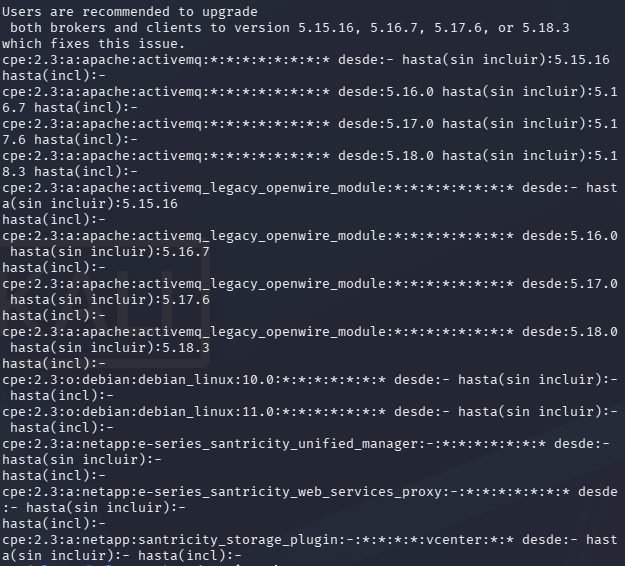 Users are recommended to upgrade
 both brokers and clients to version 5.15.16, 5.16.7, 5.17.6, or 5.18.3
which fixes this issue.
cpe:2.3:a:apache:activemq:*:*:*:*:*:*:*:* desde:- hasta(sin incluir):5.15.16
hasta(incl):-
cpe:2.3:a:apache:activemq:*:*:*:*:*:*:*:* desde:5.16.0 hasta(sin incluir):5.1
6.7 hasta(incl):-
cpe:2.3:a:apache:activemq:*:*:*:*:*:*:*:* desde:5.17.0 hasta(sin incluir):5.1
7.6 hasta(incl):-
cpe:2.3:a:apache:activemq:*:*:*:*:*:*:*:* desde:5.18.0 hasta(sin incluir):5.1
8.3 hasta(incl):-
cpe:2.3:a:apache:activemq_legacy_openwire_module:*:*:*:*:*:*:*:* desde:- hast
a(sin incluir):5.15.16
hasta(incl):-
cpe:2.3:a:apache:activemq_legacy_openwire_module:*:*:*:*:*:*:*:* desde:5.16.0
 hasta(sin incluir):5.16.7
hasta(incl):-
cpe:2.3:a:apache:activemq_legacy_openwire_module:*:*:*:*:*:*:*:* desde:5.17.0
 hasta(sin incluir):5.17.6
hasta(incl):-
cpe:2.3:a:apache:activemq_legacy_openwire_module:*:*:*:*:*:*:*:* desde:5.18.0
 hasta(sin incluir):5.18.3
hasta(incl):-
cpe:2.3:o:debian:debian_linux:10.0:*:*:*:*:*:*:* desde:- hasta(sin incluir):-
 hasta(incl):-
cpe:2.3:o:debian:debian_linux:11.0:*:*:*:*:*:*:* desde:- hasta(sin incluir):-
 hasta(incl):-
cpe:2.3:a:netapp:e-series_santricity_unified_manager:-:*:*:*:*:*:*:* desde:-
hasta(sin incluir):-
hasta(incl):-
cpe:2.3:a:netapp:e-series_santricity_web_services_proxy:-:*:*:*:*:*:*:* desde
:- hasta(sin incluir):-
hasta(incl):-
cpe:2.3:a:netapp:santricity_storage_plugin:-:*:*:*:*:vcenter:*:* desde:- hast
a(sin incluir):- hasta(incl):-